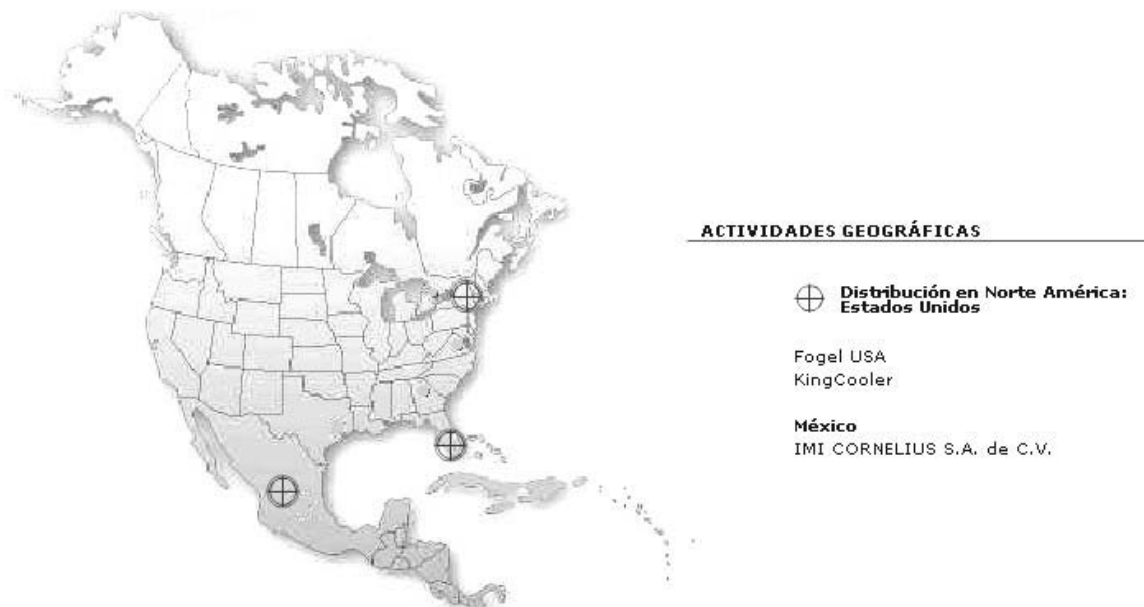 ACTIVIDADES GEOGRÁFICAS
Distribución en Norte América:
Estados Unidos
Fogel USA
KingCooler
México
IMI CORNELIUS S.A. de C.V.